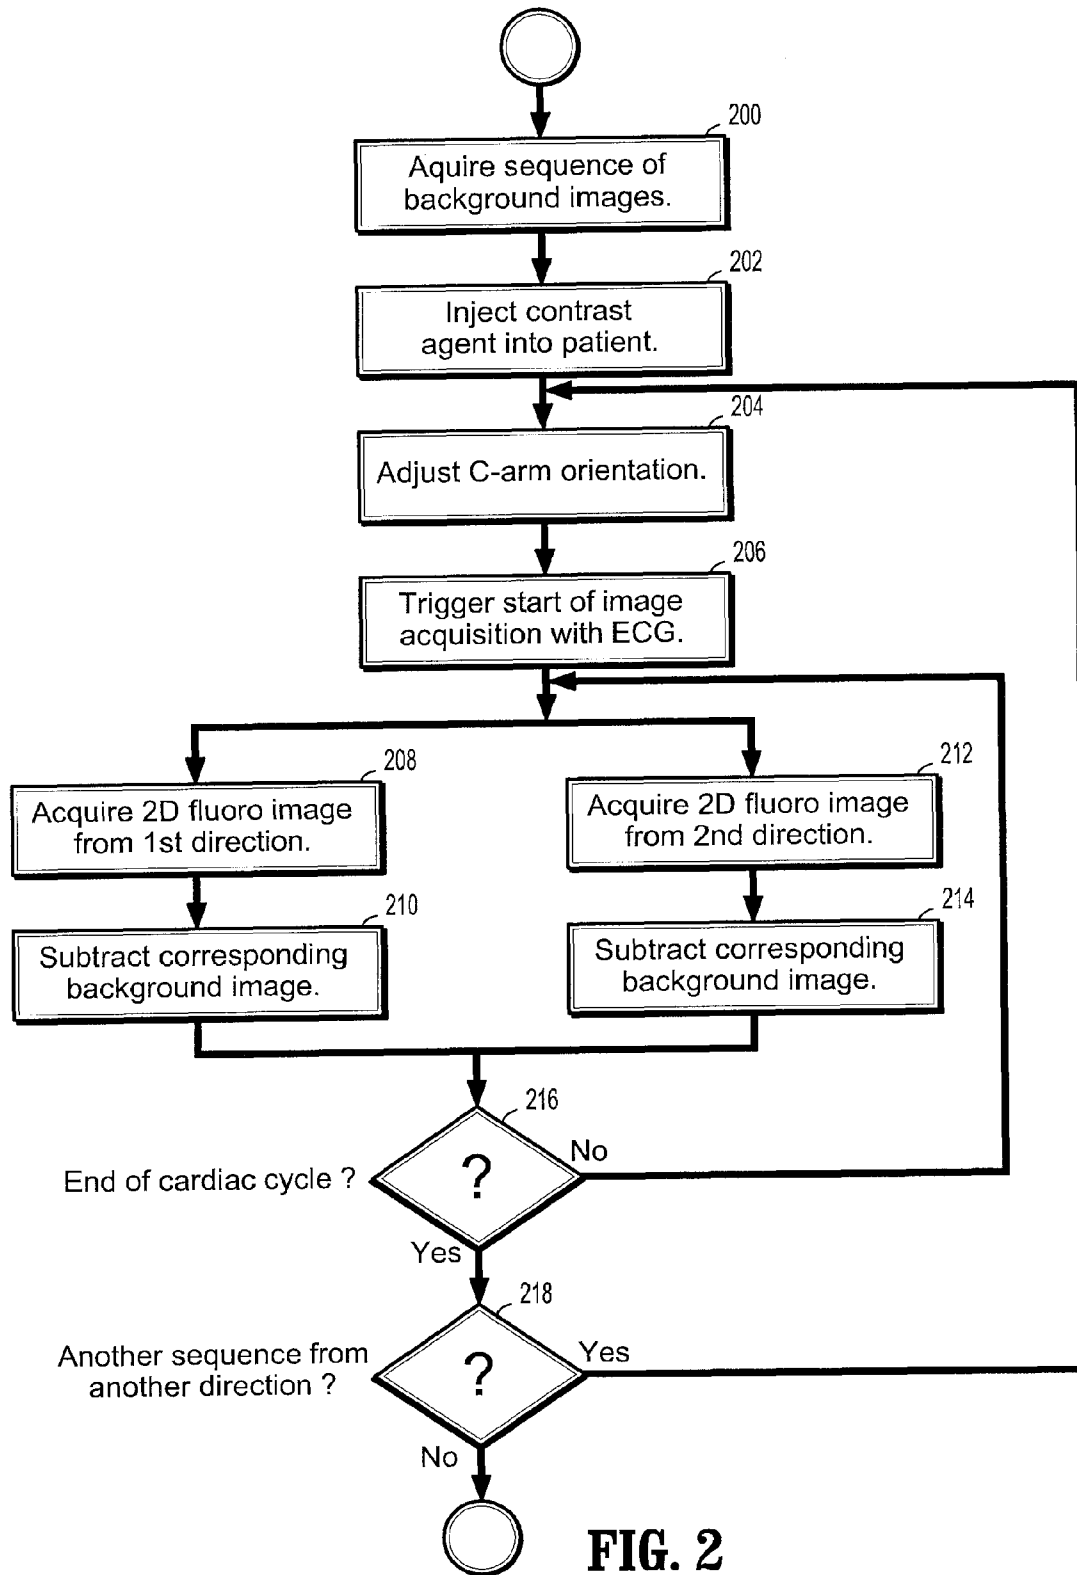 200
Aquire sequence of
background images.
202
Inject contrast
agent into patient.
204
Adjust C-arm orientation.
206
Trigger start of image
acquisition with ECG.
208
Acquire 2D fluoro image
from 1st direction.
212
Acquire 2D fluoro image
from 2nd direction.
210
Subtract corresponding
background image.
214
Subtract corresponding
background image.
216
End of cardiac cycle ?
?
No
Yes
218
Another sequence from
another direction ?
?
Yes
No
FIG. 2